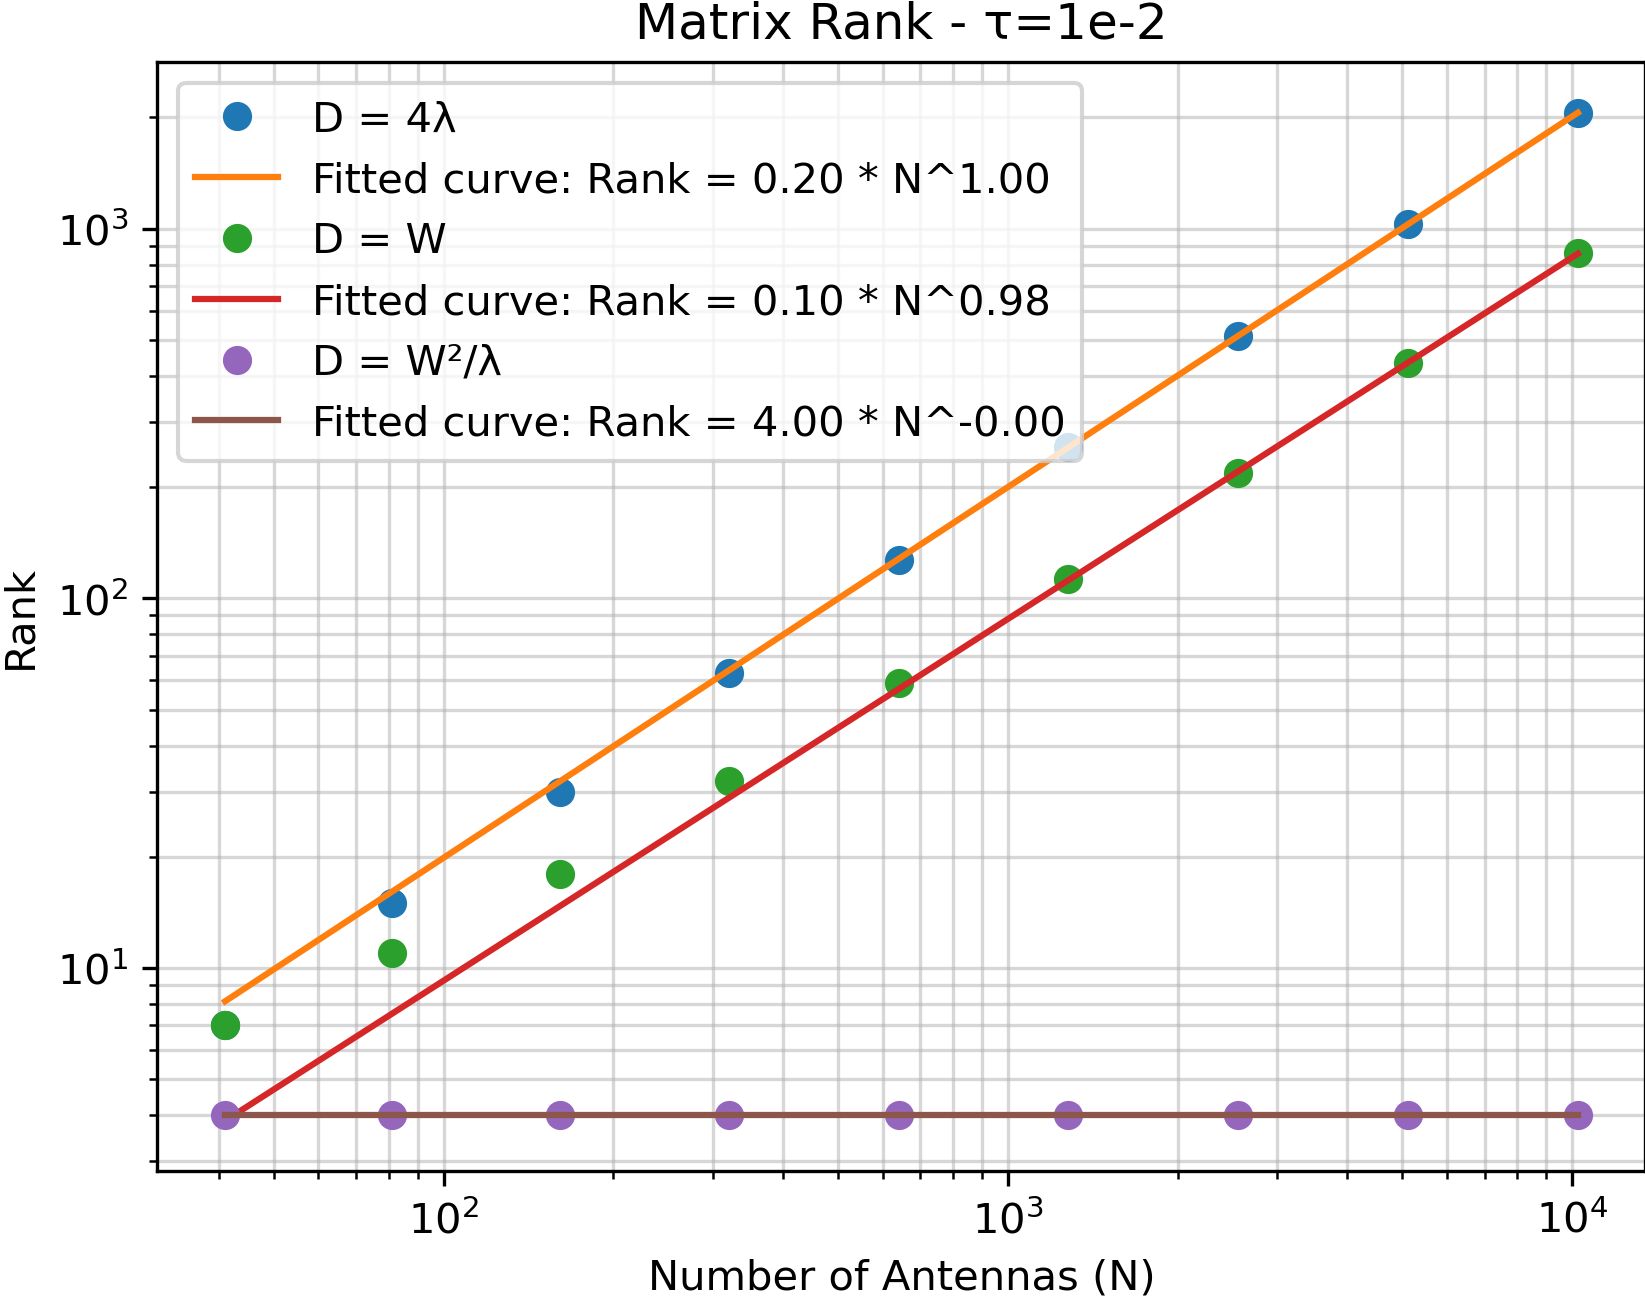 Matrix Rank - τ=1e-2
D = 4λ
Fitted curve: Rank = 0.20 * N^1.00
D = W
Fitted curve: Rank = 0.10 * N^0.98
D = W²/λ
Fitted curve: Rank = 4.00 * N^-0.00
Rank
10³
10²
10¹
10²
10³
10⁴
Number of Antennas (N)